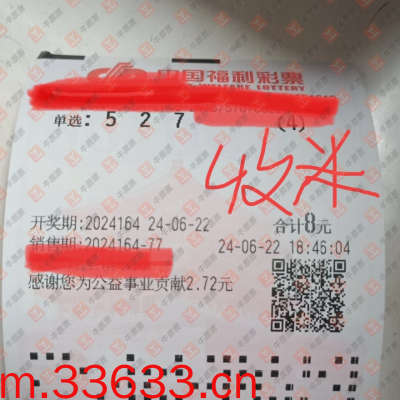 中国福利彩票
WELFARE LOTTERY
单选: 5 2 7 (4)
收米
开奖期:2024164 24-06-22 合计8元
销售期:2024164-77 24-06-22 18:46:04
感谢您为公益事业贡献2.72元
m.33633.cn